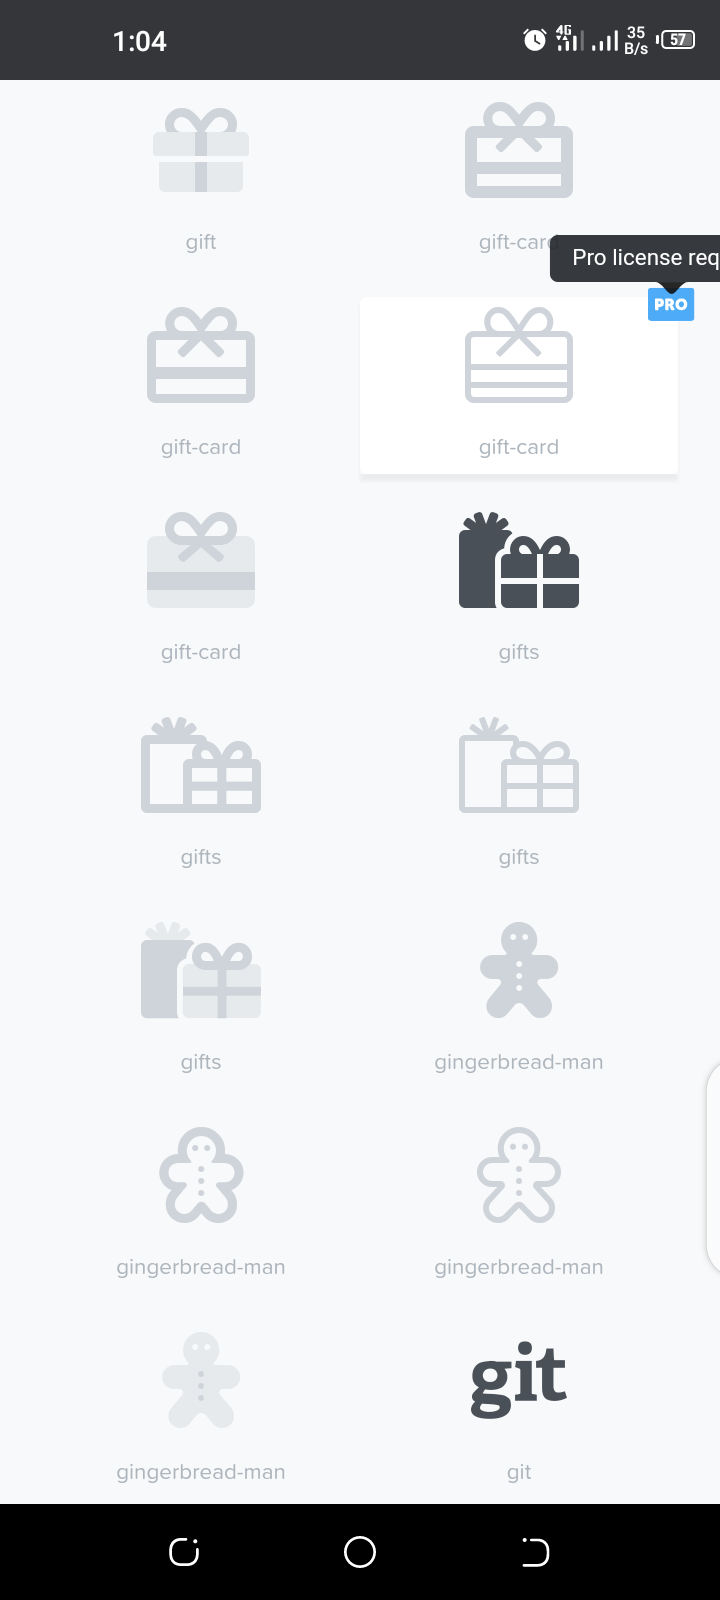 1:04
4G
35
B/s
57
gift
gift-card
Pro license req
PRO
gift-card
gift-card
gift-card
gifts
gifts
gifts
gifts
gingerbread-man
gingerbread-man
gingerbread-man
gingerbread-man
git
git